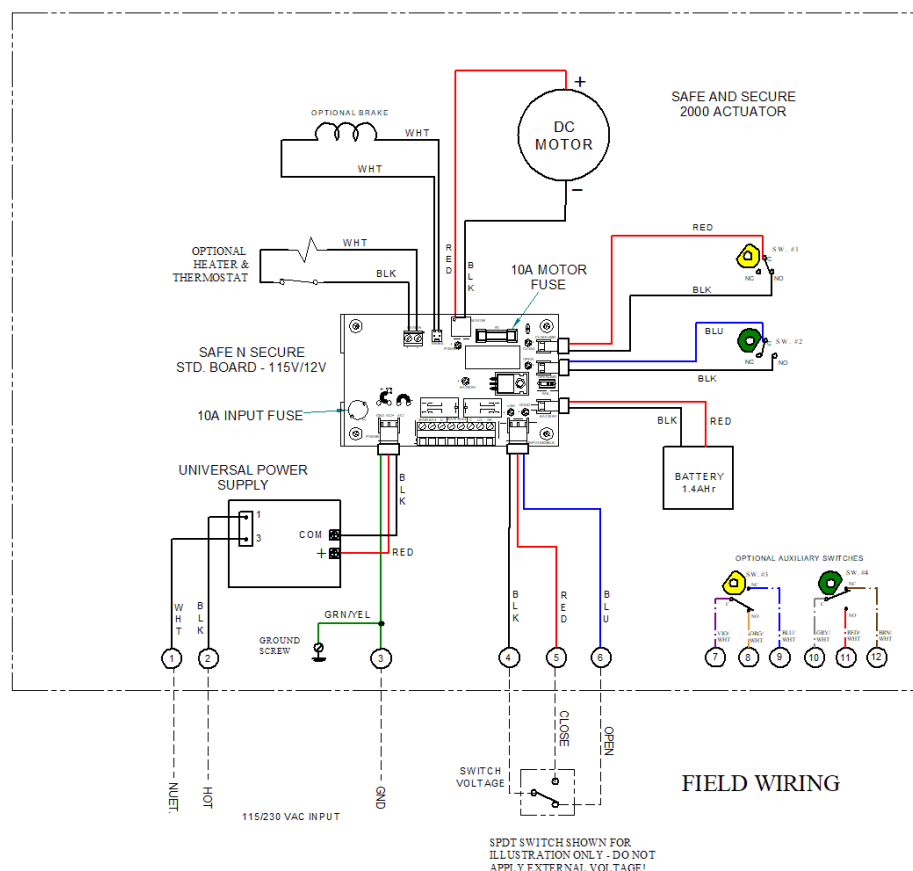 SAFE AND SECURE
2000 ACTUATOR
OPTIONAL BRAKE
WHT
WHT
+
DC
MOTOR
−
RED
BLK
OPTIONAL
HEATER &
THERMOSTAT
WHT
BLK
10A MOTOR
FUSE
RED
SW. #1
C
NC
NO
BLK
BLU
SW. #2
C
NC
NO
BLK
SAFE N SECURE
STD. BOARD - 115V/12V
10A INPUT FUSE
BLK
RED
BATTERY
1.4AHr
UNIVERSAL POWER
SUPPLY
1
3
COM
+
BLK
RED
WHT
BLK
GRN/YEL
GROUND
SCREW
BLK
RED
BLU
OPTIONAL AUXILIARY SWITCHES
SW. #3
NC
C
NO
SW. #4
NC
C
NO
VIO/
WHT
ORG/
WHT
BLU/
WHT
GRY/
WHT
RED/
WHT
BRN/
WHT
1
2
3
4
5
6
7
8
9
10
11
12
NUET.
HOT
GND
CLOSE
OPEN
115/230 VAC INPUT
SWITCH
VOLTAGE
FIELD WIRING
SPDT SWITCH SHOWN FOR
ILLUSTRATION ONLY - DO NOT
APPLY EXTERNAL VOLTAGE!